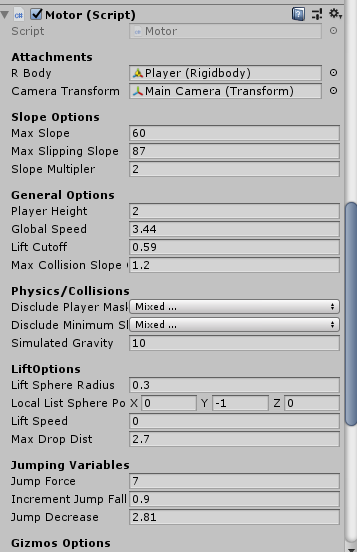 Motor (Script)
Script Motor
Attachments
R Body Player (Rigidbody)
Camera Transform Main Camera (Transform)
Slope Options
Max Slope 60
Max Slipping Slope 87
Slope Multipler 2
General Options
Player Height 2
Global Speed 3.44
Lift Cutoff 0.59
Max Collision Slope 1.2
Physics/Collisions
Disclude Player Mask Mixed ...
Disclude Minimum Sl Mixed ...
Simulated Gravity 10
LiftOptions
Lift Sphere Radius 0.3
Local List Sphere Po X 0 Y -1 Z 0
Lift Speed 0
Max Drop Dist 2.7
Jumping Variables
Jump Force 7
Increment Jump Fall 0.9
Jump Decrease 2.81
Gizmos Options